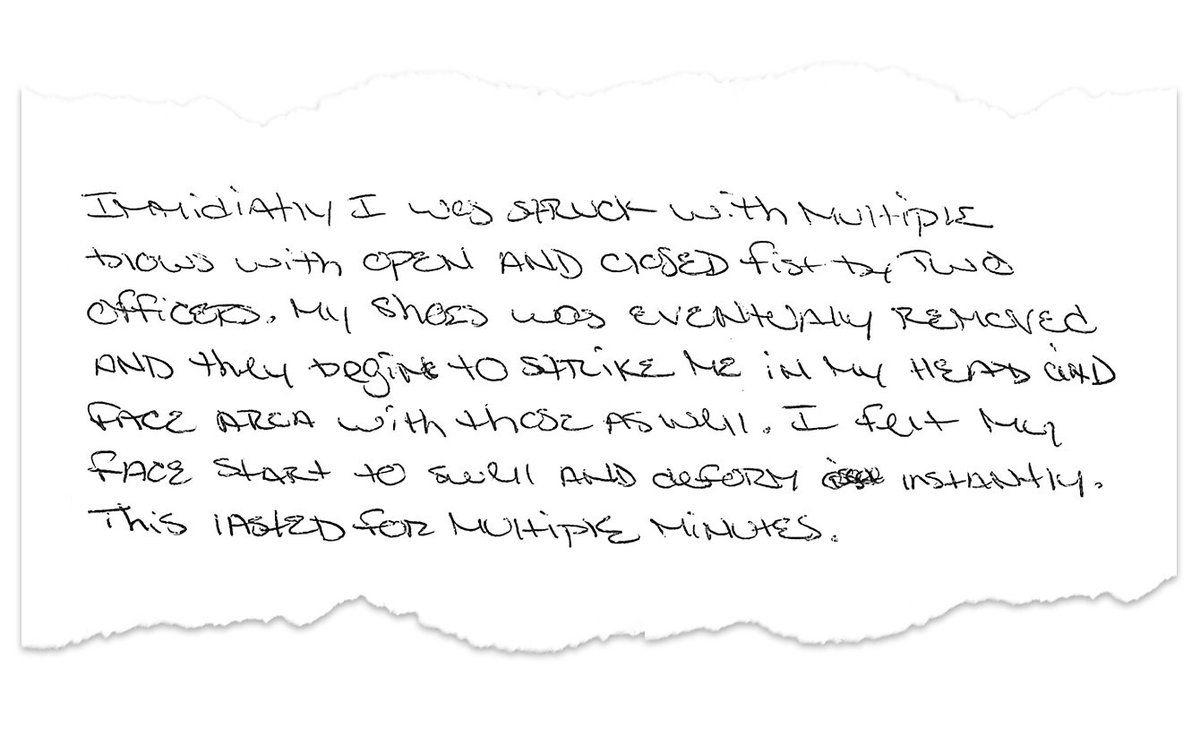 Immidiatly I was struck with multiple
blows with open and closed fist by two
officers. My shoes was eventually removed
and they begin to strike me in my head and
face area with those as well. I felt my
face start to swell and deform instantly.
This lasted for multiple minutes.